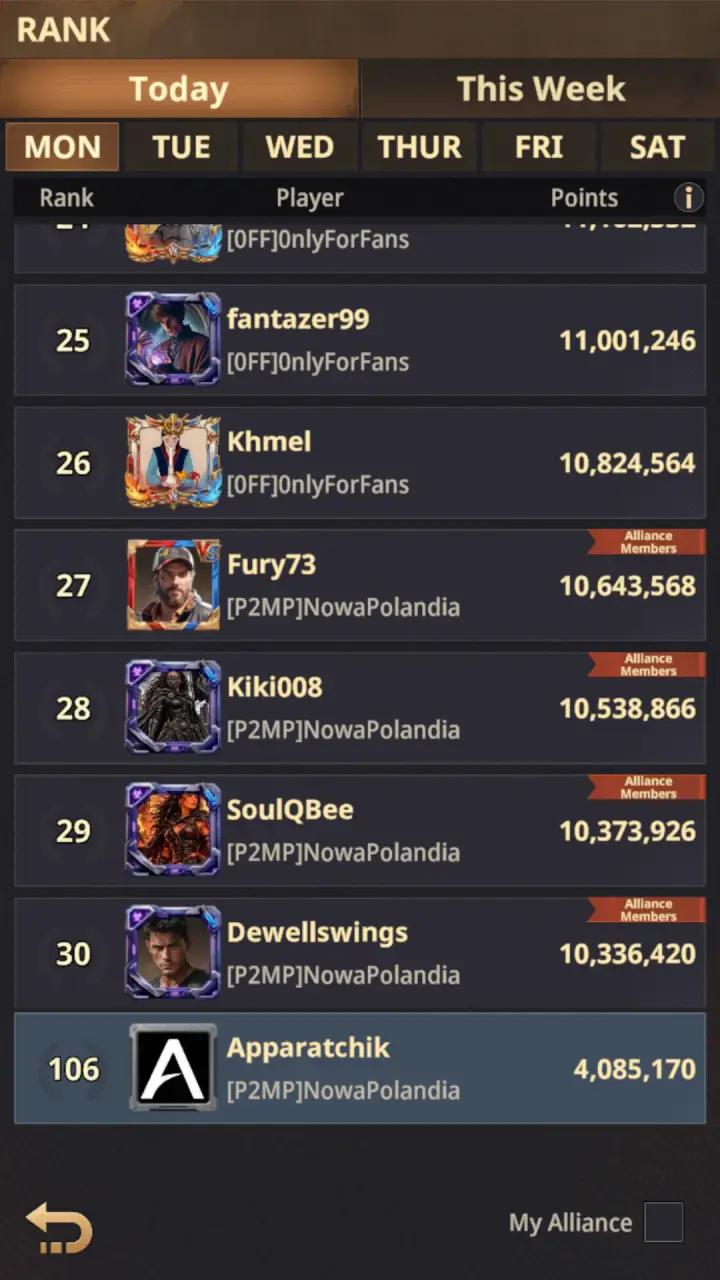 RANK
Today
This Week
MON
TUE
WED
THUR
FRI
SAT
Rank
Player
Points
[0FF]0nlyForFans
25
fantazer99
[0FF]0nlyForFans
11,001,246
26
Khmel
[0FF]0nlyForFans
10,824,564
Alliance
Members
27
Fury73
[P2MP]NowaPolandia
10,643,568
Alliance
Members
28
Kiki008
[P2MP]NowaPolandia
10,538,866
Alliance
Members
29
SoulQBee
[P2MP]NowaPolandia
10,373,926
Alliance
Members
30
Dewellswings
[P2MP]NowaPolandia
10,336,420
106
Apparatchik
[P2MP]NowaPolandia
4,085,170
My Alliance